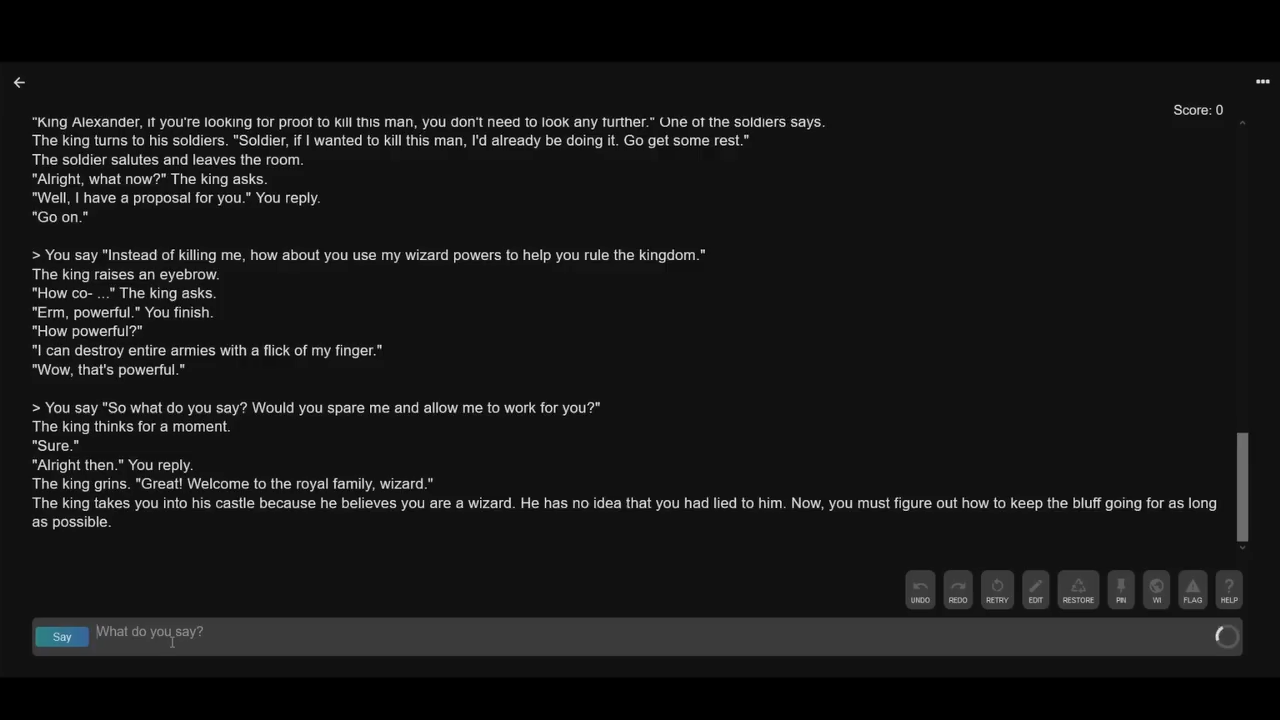 Score: 0
"King Alexander, if you're looking for proof to kill this man, you don't need to look any further." One of the soldiers says.
The king turns to his soldiers. "Soldier, if I wanted to kill this man, I'd already be doing it. Go get some rest."
The soldier salutes and leaves the room.
"Alright, what now?" The king asks.
"Well, I have a proposal for you." You reply.
"Go on."
> You say "Instead of killing me, how about you use my wizard powers to help you rule the kingdom."
The king raises an eyebrow.
"How co- ..." The king asks.
"Erm, powerful." You finish.
"How powerful?"
"I can destroy entire armies with a flick of my finger."
"Wow, that's powerful."
> You say "So what do you say? Would you spare me and allow me to work for you?"
The king thinks for a moment.
"Sure."
"Alright then." You reply.
The king grins. "Great! Welcome to the royal family, wizard."
The king takes you into his castle because he believes you are a wizard. He has no idea that you had lied to him. Now, you must figure out how to keep the bluff going for as long
as possible.
UNDO REDO RETRY EDIT RESTORE PIN WI FLAG HELP
Say What do you say?